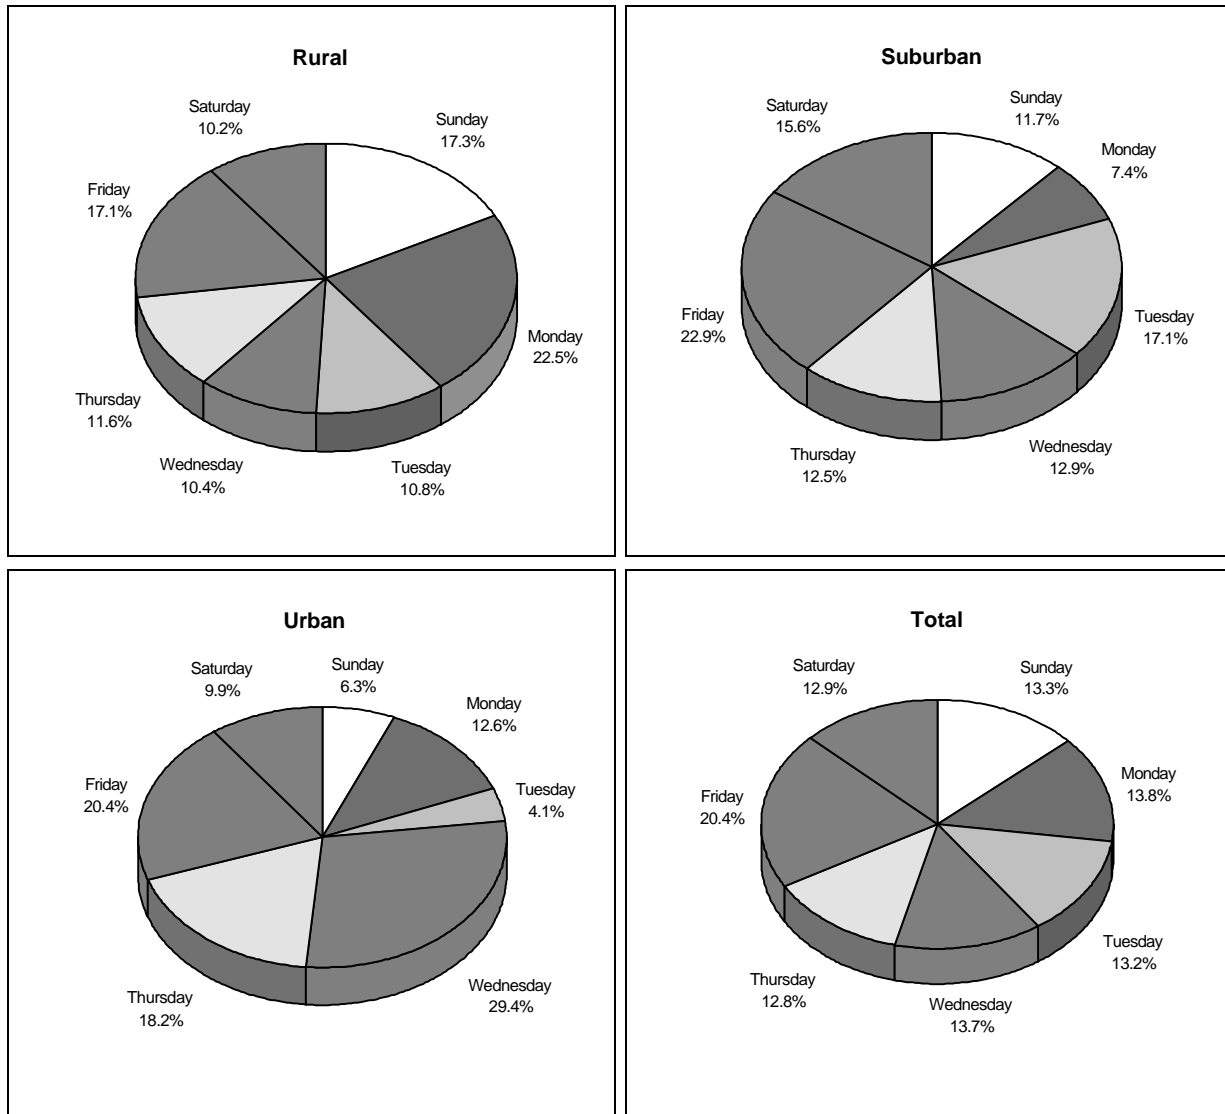 Rural
Saturday
10.2%
Sunday
17.3%
Friday
17.1%
Monday
22.5%
Thursday
11.6%
Wednesday
10.4%
Tuesday
10.8%
Suburban
Saturday
15.6%
Sunday
11.7%
Monday
7.4%
Friday
22.9%
Tuesday
17.1%
Thursday
12.5%
Wednesday
12.9%
Urban
Saturday
9.9%
Sunday
6.3%
Monday
12.6%
Friday
20.4%
Tuesday
4.1%
Thursday
18.2%
Wednesday
29.4%
Total
Saturday
12.9%
Sunday
13.3%
Friday
20.4%
Monday
13.8%
Thursday
12.8%
Tuesday
13.2%
Wednesday
13.7%